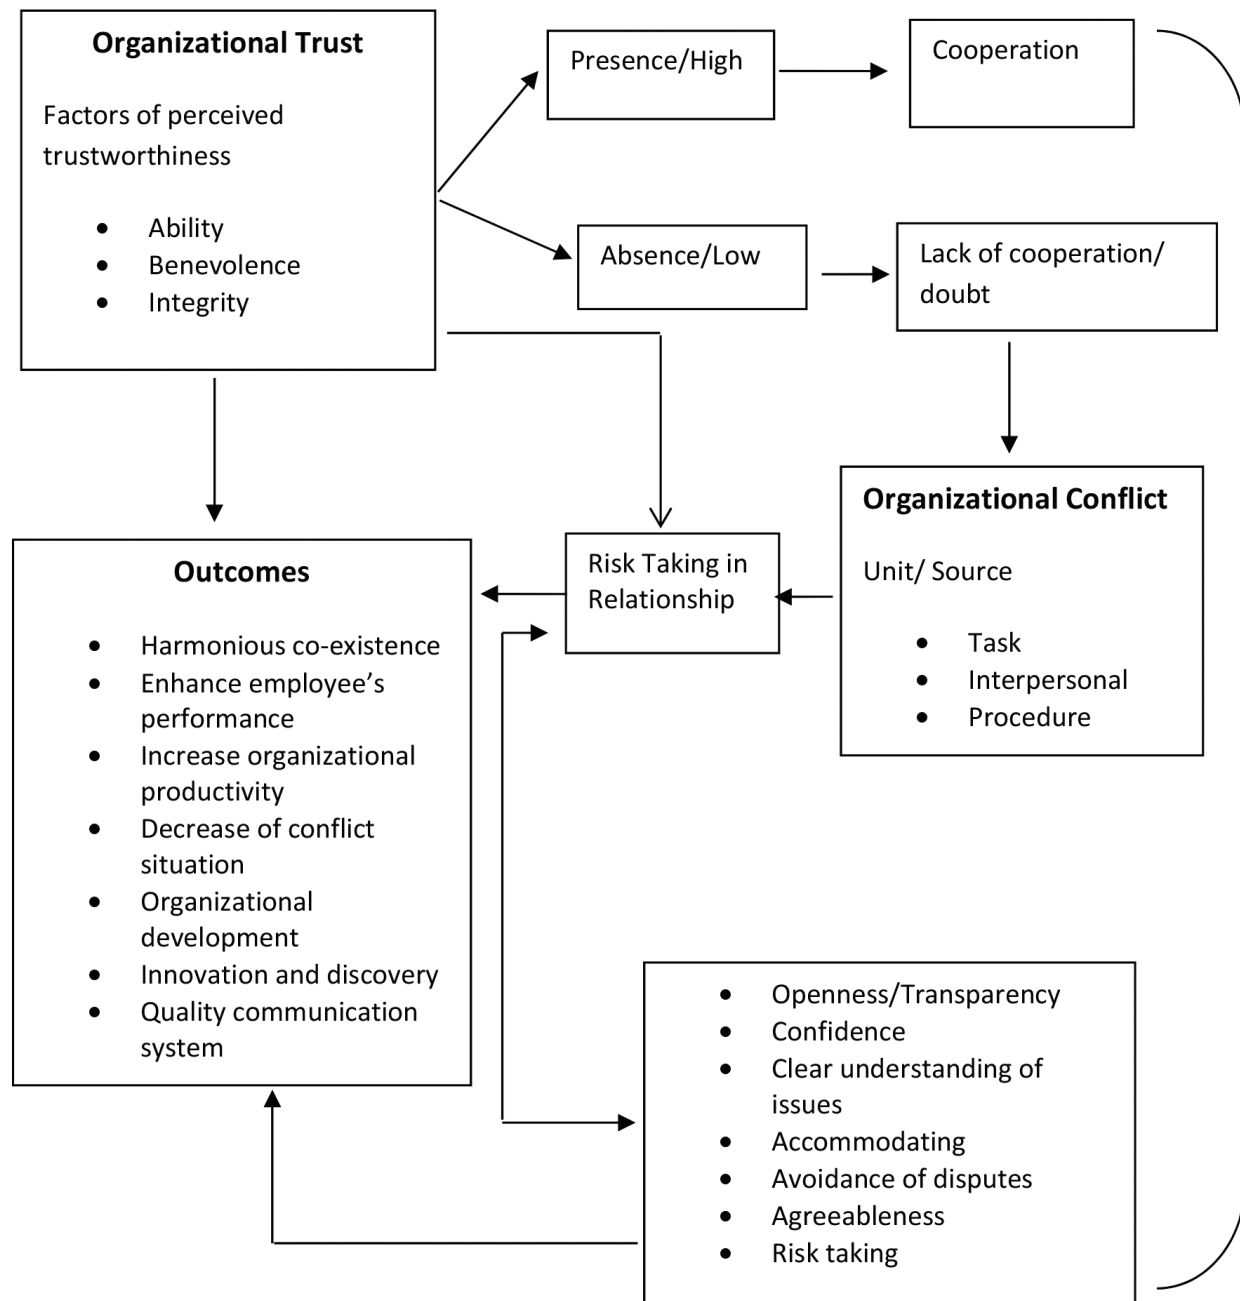 Organizational Trust
Factors of perceived
trustworthiness
• Ability
• Benevolence
• Integrity
Presence/High
Cooperation
Absence/Low
Lack of cooperation/
doubt
Organizational Conflict
Unit/ Source
• Task
• Interpersonal
• Procedure
Risk Taking in
Relationship
Outcomes
• Harmonious co-existence
• Enhance employee’s
performance
• Increase organizational
productivity
• Decrease of conflict
situation
• Organizational
development
• Innovation and discovery
• Quality communication
system
• Openness/Transparency
• Confidence
• Clear understanding of
issues
• Accommodating
• Avoidance of disputes
• Agreeableness
• Risk taking